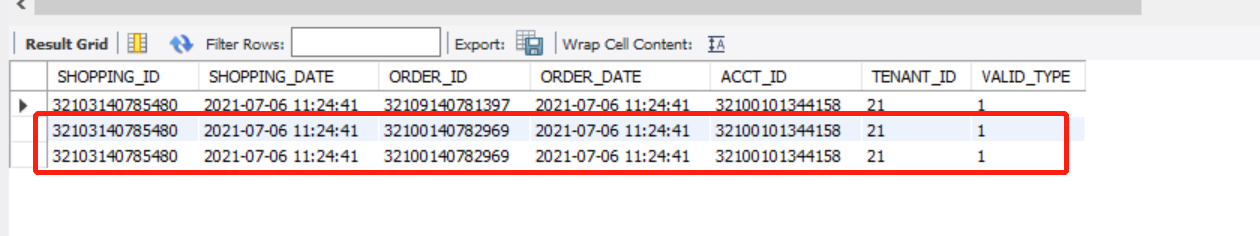 Result Grid Filter Rows: Export: Wrap Cell Content:
SHOPPING_ID SHOPPING_DATE ORDER_ID ORDER_DATE ACCT_ID TENANT_ID VALID_TYPE
32103140785480 2021-07-06 11:24:41 32109140781397 2021-07-06 11:24:41 32100101344158 21 1
32103140785480 2021-07-06 11:24:41 32100140782969 2021-07-06 11:24:41 32100101344158 21 1
32103140785480 2021-07-06 11:24:41 32100140782969 2021-07-06 11:24:41 32100101344158 21 1